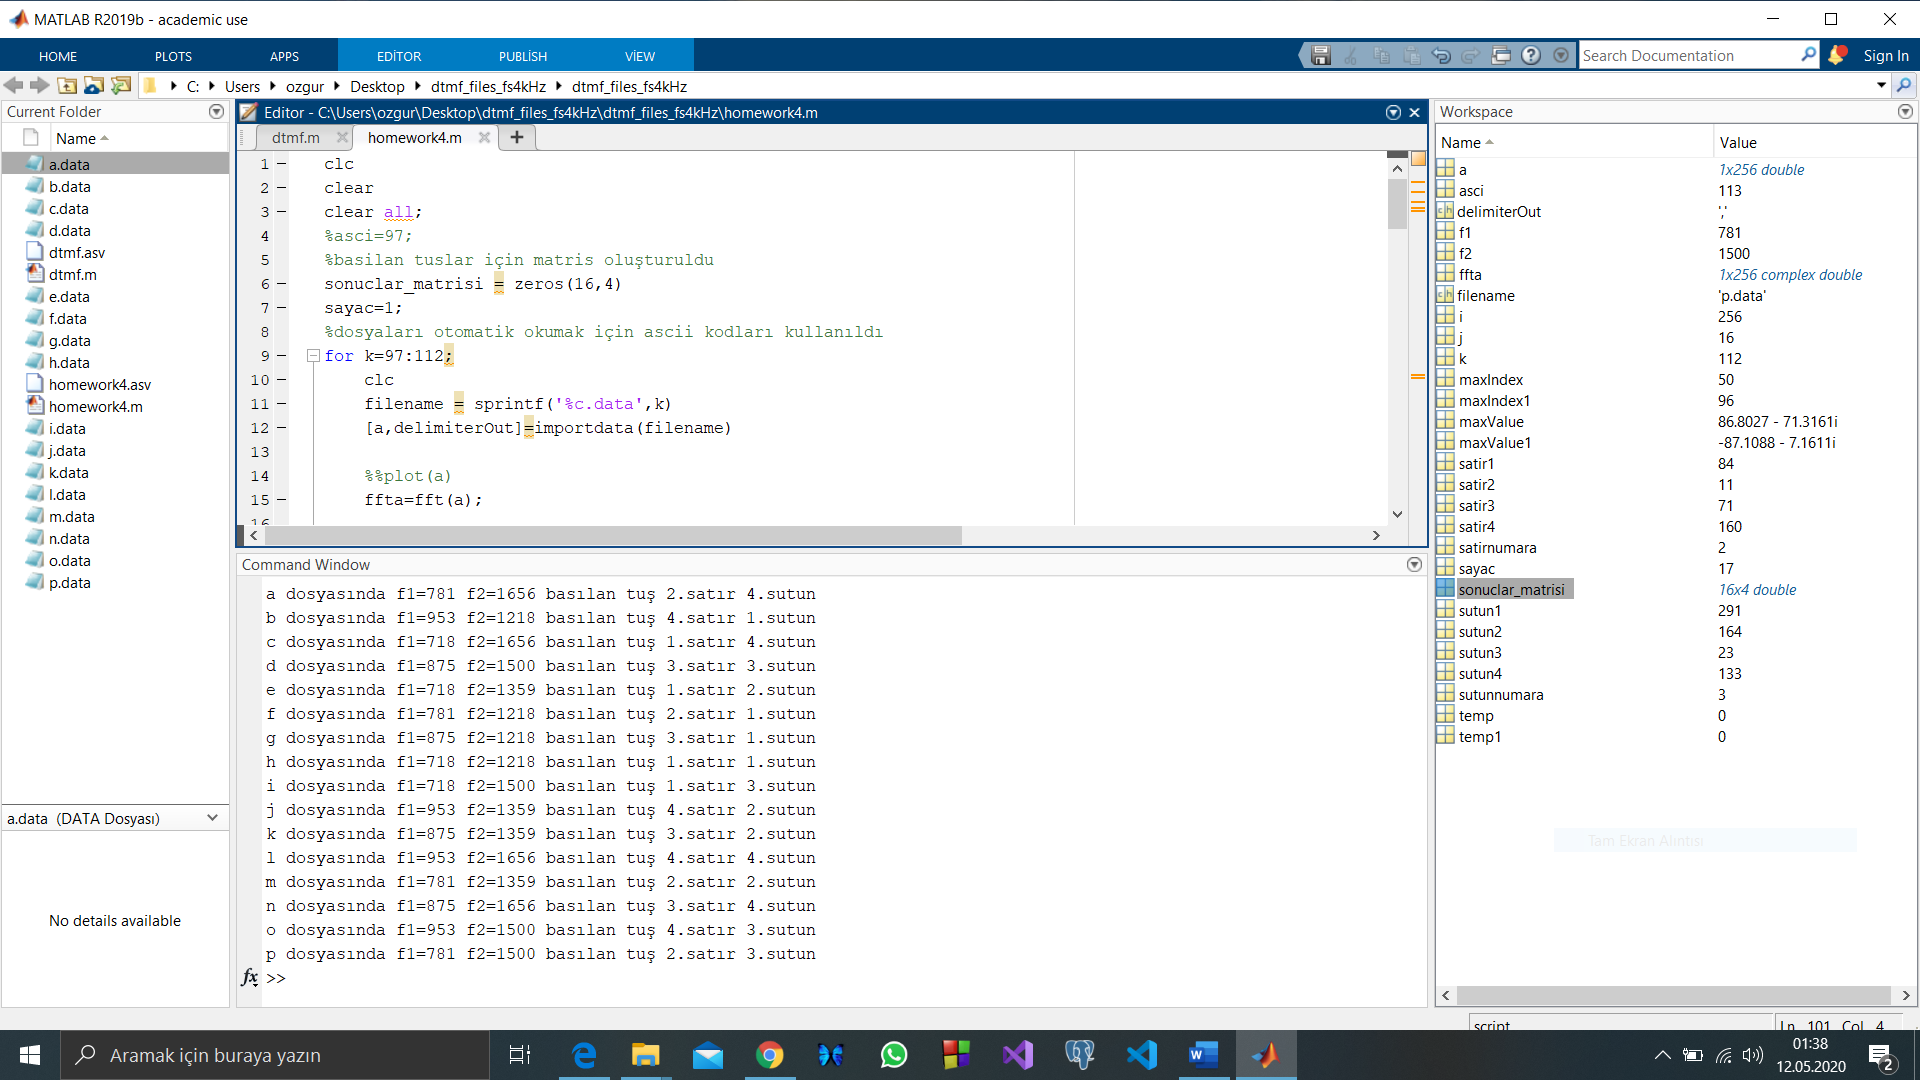 MATLAB R2019b - academic use
HOME PLOTS APPS EDİTOR PUBLİSH VİEW Search Documentation Sign In
C: Users ozgur Desktop dtmf_files_fs4kHz dtmf_files_fs4kHz
Current Folder
Name
a.data
b.data
c.data
d.data
dtmf.asv
dtmf.m
e.data
f.data
g.data
h.data
homework4.asv
homework4.m
i.data
j.data
k.data
l.data
m.data
n.data
o.data
p.data
a.data (DATA Dosyası)
No details available
Editor - C:\Users\ozgur\Desktop\dtmf_files_fs4kHz\dtmf_files_fs4kHz\homework4.m
dtmf.m homework4.m
1 clc
2 clear
3 clear all;
4 %asci=97;
5 %basilan tuslar için matris oluşturuldu
6 sonuclar_matrisi = zeros(16,4)
7 sayac=1;
8 %dosyaları otomatik okumak için ascii kodları kullanıldı
9 for k=97:112;
10 clc
11 filename = sprintf('%c.data',k)
12 [a,delimiterOut]=importdata(filename)
13
14 %%plot(a)
15 ffta=fft(a);
16
Command Window
a dosyasında f1=781 f2=1656 basılan tuş 2.satır 4.sutun
b dosyasında f1=953 f2=1218 basılan tuş 4.satır 1.sutun
c dosyasında f1=718 f2=1656 basılan tuş 1.satır 4.sutun
d dosyasında f1=875 f2=1500 basılan tuş 3.satır 3.sutun
e dosyasında f1=718 f2=1359 basılan tuş 1.satır 2.sutun
f dosyasında f1=781 f2=1218 basılan tuş 2.satır 1.sutun
g dosyasında f1=875 f2=1218 basılan tuş 3.satır 1.sutun
h dosyasında f1=718 f2=1218 basılan tuş 1.satır 1.sutun
i dosyasında f1=718 f2=1500 basılan tuş 1.satır 3.sutun
j dosyasında f1=953 f2=1359 basılan tuş 4.satır 2.sutun
k dosyasında f1=875 f2=1359 basılan tuş 3.satır 2.sutun
l dosyasında f1=953 f2=1656 basılan tuş 4.satır 4.sutun
m dosyasında f1=781 f2=1359 basılan tuş 2.satır 2.sutun
n dosyasında f1=875 f2=1656 basılan tuş 3.satır 4.sutun
o dosyasında f1=953 f2=1500 basılan tuş 4.satır 3.sutun
p dosyasında f1=781 f2=1500 basılan tuş 2.satır 3.sutun
fx >>
Workspace
Name Value
a 1x256 double
asci 113
delimiterOut ','
f1 781
f2 1500
ffta 1x256 complex double
filename 'p.data'
i 256
j 16
k 112
maxIndex 50
maxIndex1 96
maxValue 86.8027 - 71.3161i
maxValue1 -87.1088 - 7.1611i
satir1 84
satir2 11
satir3 71
satir4 160
satirnumara 2
sayac 17
sonuclar_matrisi 16x4 double
sutun1 291
sutun2 164
sutun3 23
sutun4 133
sutunnumara 3
temp 0
temp1 0
Tam Ekran Alıntısı
script Ln 101 Col 4
Aramak için buraya yazın
01:38
12.05.2020
2